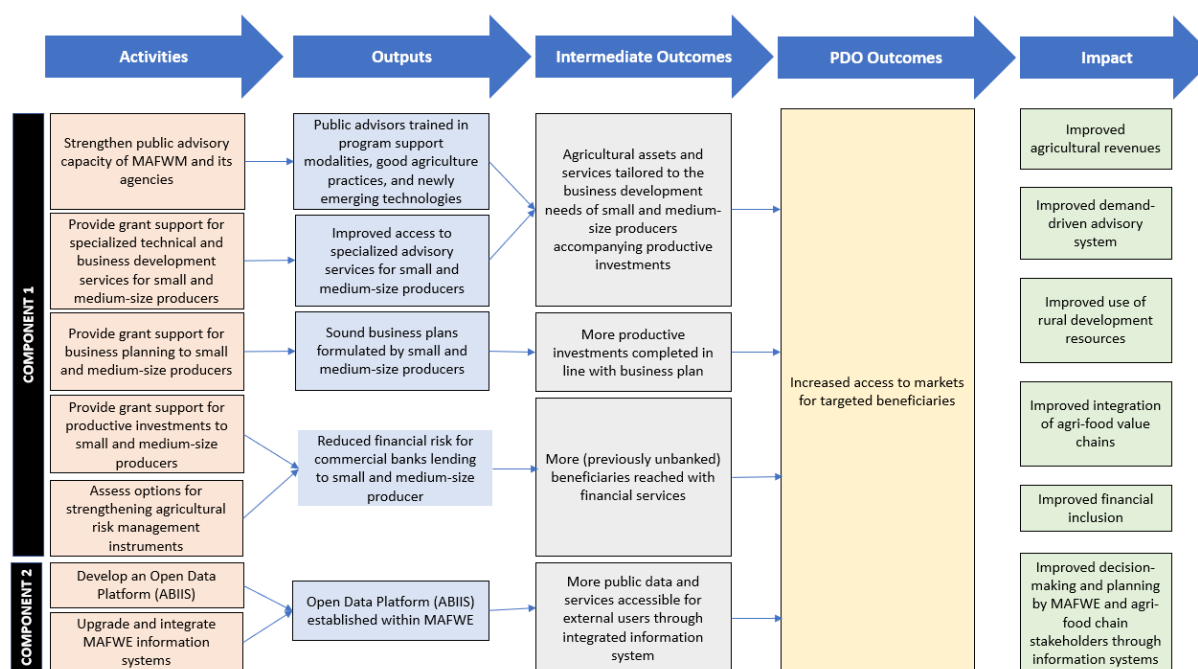 Activities
Outputs
Intermediate Outcomes
PDO Outcomes
Impact
COMPONENT 1
Strengthen public advisory
capacity of MAFWM and its
agencies
Public advisors trained in
program support
modalities, good agriculture
practices, and newly
emerging technologies
Agricultural assets and
services tailored to the
business development
needs of small and medium-
size producers
accompanying productive
investments
Provide grant support for
specialized technical and
business development
services for small and
medium-size producers
Improved access to
specialized advisory
services for small and
medium-size producers
Provide grant support for
business planning to small
and medium-size producers
Sound business plans
formulated by small and
medium-size producers
More productive
investments completed in
line with business plan
Provide grant support for
productive investments to
small and medium-size
producers
Reduced financial risk for
commercial banks lending
to small and medium-size
producer
More (previously unbanked)
beneficiaries reached with
financial services
Assess options for
strengthening agricultural
risk management
instruments
COMPONENT 2
Develop an Open Data
Platform (ABIIS)
Upgrade and integrate
MAFWE information
systems
Open Data Platform (ABIIS)
established within MAFWE
More public data and
services accessible for
external users through
integrated information
system
Increased access to markets
for targeted beneficiaries
Improved
agricultural revenues
Improved demand-
driven advisory
system
Improved use of
rural development
resources
Improved integration
of agri-food value
chains
Improved financial
inclusion
Improved decision-
making and planning
by MAFWE and agri-
food chain
stakeholders through
information systems